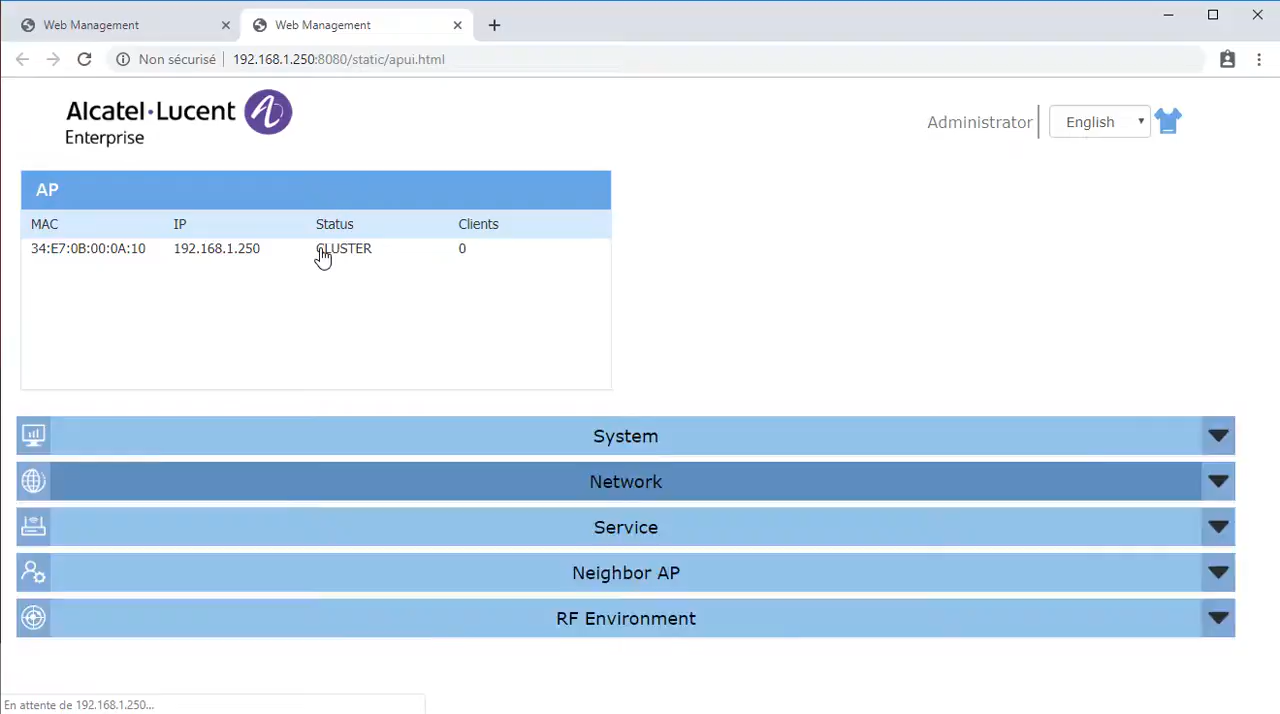 Web Management
Web Management
Non sécurisé 192.168.1.250:8080/static/apui.html
Alcatel·Lucent
Enterprise
Administrator
English
AP
MAC IP Status Clients
34:E7:0B:00:0A:10 192.168.1.250 CLUSTER 0
System
Network
Service
Neighbor AP
RF Environment
En attente de 192.168.1.250...